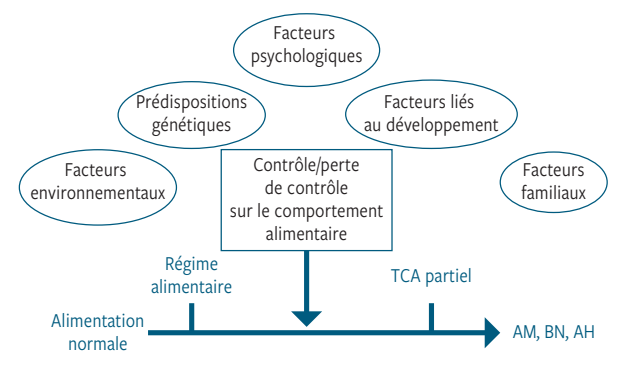 Facteurs
psychologiques
Prédispositions
génétiques
Facteurs liés
au développement
Facteurs
environnementaux
Contrôle/perte
de contrôle
sur le comportement
alimentaire
Facteurs
familiaux
Régime
alimentaire
TCA partiel
Alimentation
normale
AM, BN, AH